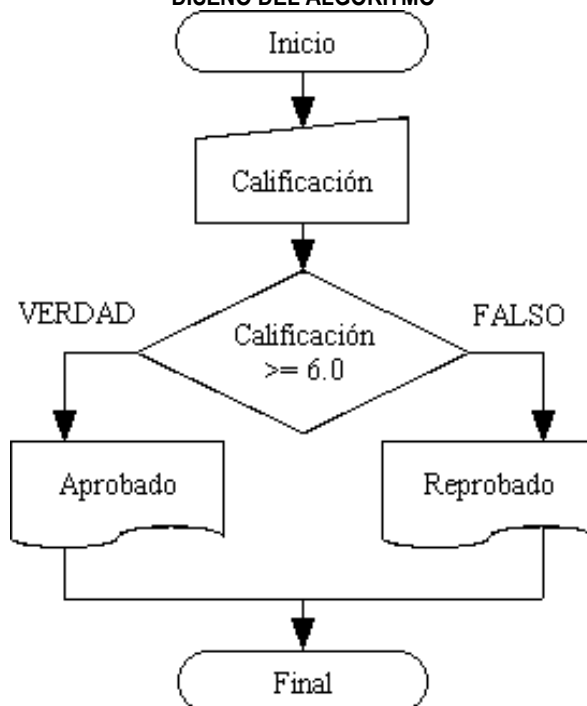 DISEÑO DEL ALGORITMO
Inicio
Calificación
VERDAD
FALSO
Calificación
>= 6.0
Aprobado
Reprobado
Final